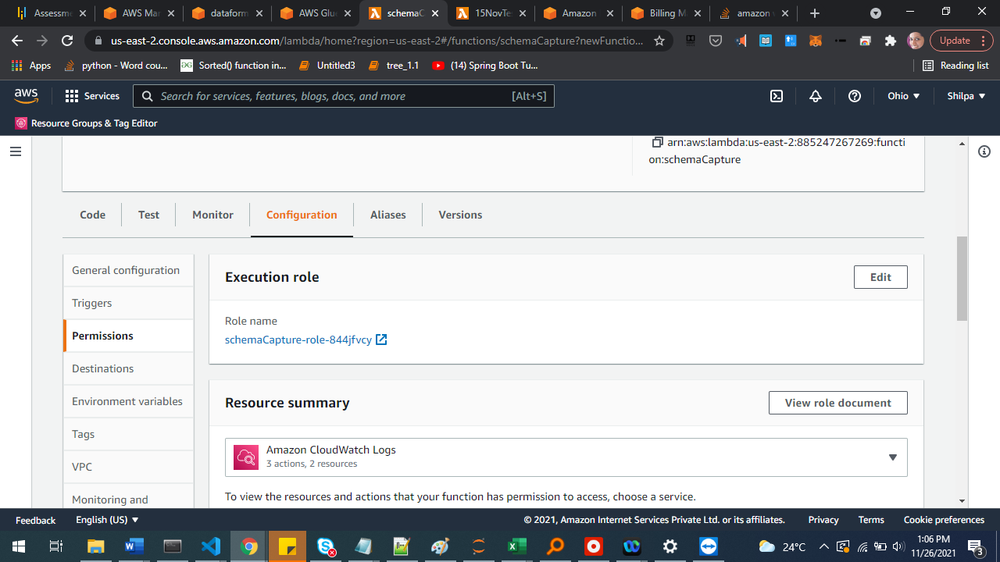 Assessme
AWS Mar
dataform
AWS Glue
schemaC
15NovTe
Amazon
Billing M
amazon v
us-east-2.console.aws.amazon.com/lambda/home?region=us-east-2#/functions/schemaCapture?newFunctio...
Update
Apps
python - Word cou...
Sorted() function in...
Untitled3
tree_1.1
(14) Spring Boot Tu...
Reading list
aws
Services
Search for services, features, blogs, docs, and more
[Alt+S]
Ohio
Shilpa
Resource Groups & Tag Editor
arn:aws:lambda:us-east-2:885247267269:functi
on:schemaCapture
Code
Test
Monitor
Configuration
Aliases
Versions
General configuration
Triggers
Permissions
Destinations
Environment variables
Tags
VPC
Monitoring and
Execution role
Edit
Role name
schemaCapture-role-844jfvcy
Resource summary
View role document
Amazon CloudWatch Logs
3 actions, 2 resources
To view the resources and actions that your function has permission to access, choose a service.
Feedback
English (US)
© 2021, Amazon Internet Services Private Ltd. or its affiliates.
Privacy
Terms
Cookie preferences
24°C
1:06 PM
11/26/2021
3